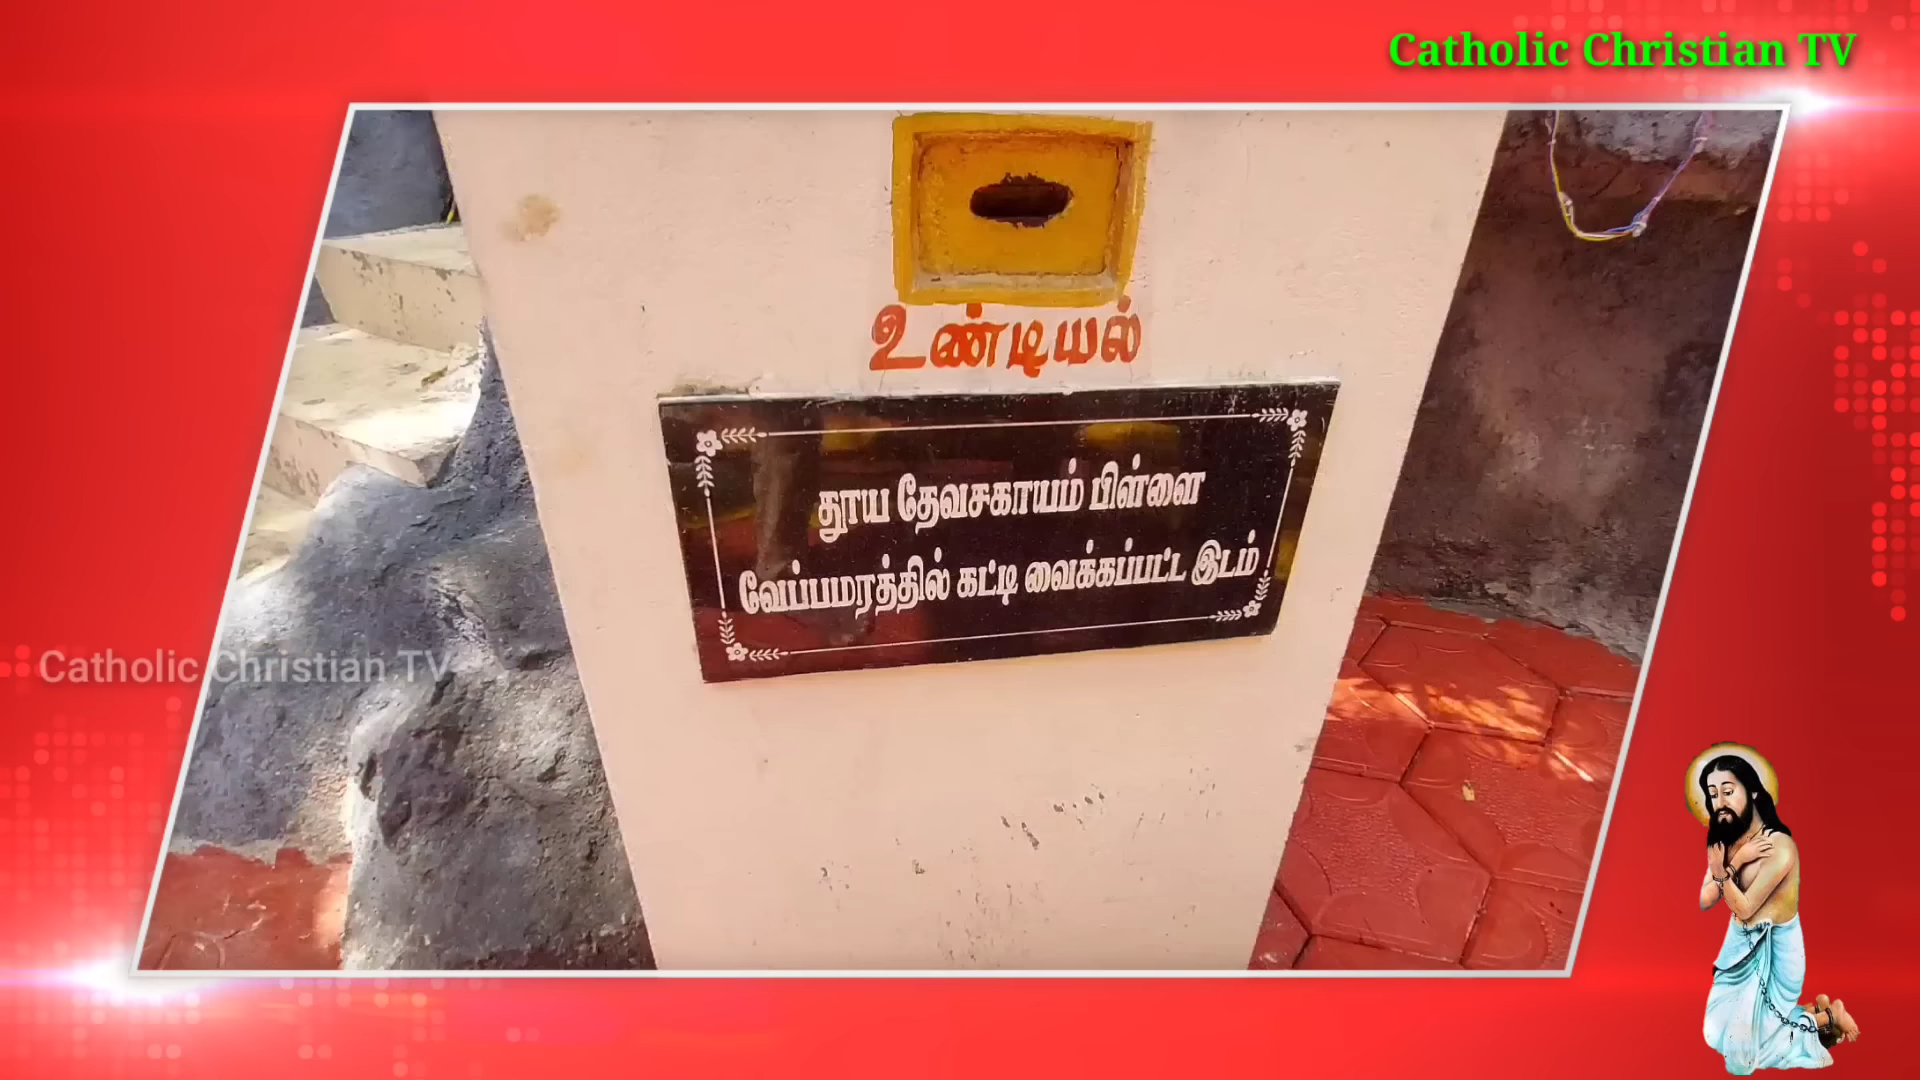 Catholic Christian TV
உண்டியல்
தூய தேவசகாயம் பிள்ளை
வேப்பமரத்தில் கட்டி வைக்கப்பட்ட இடம்
Catholic Christian TV